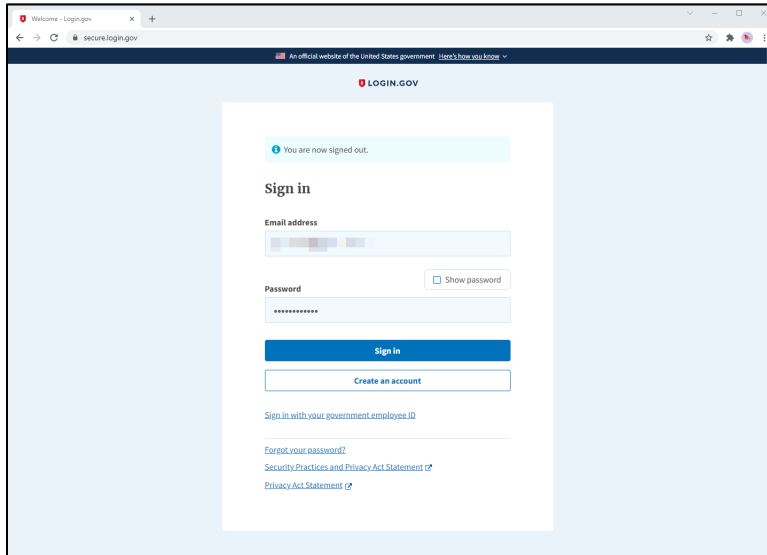 Welcome - Login.gov
secure.login.gov
An official website of the United States government Here's how you know
LOGIN.GOV
You are now signed out.
Sign in
Email address
Show password
Password
••••••••••••
Sign in
Create an account
Sign in with your government employee ID
Forgot your password?
Security Practices and Privacy Act Statement
Privacy Act Statement